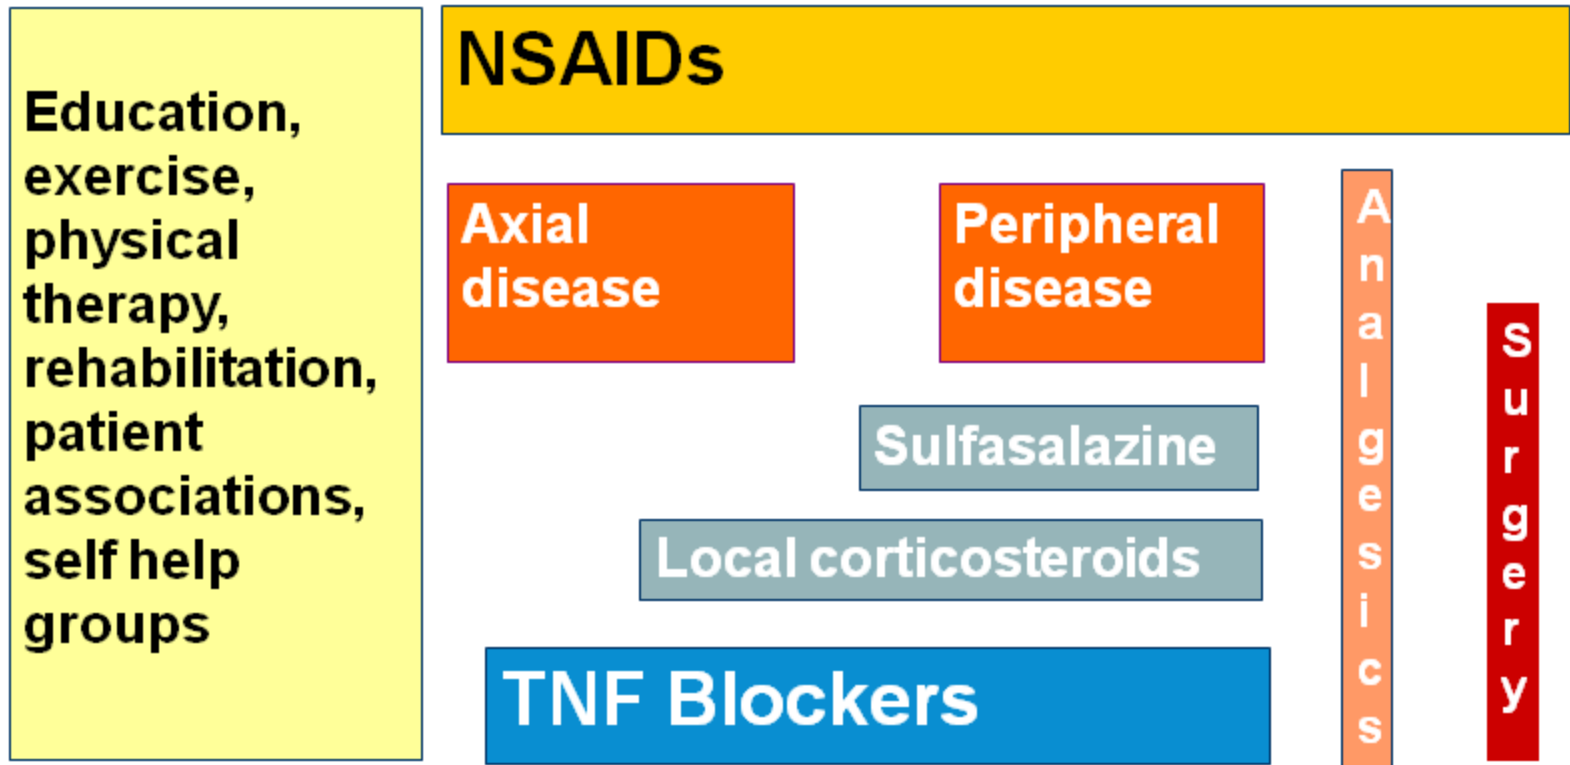 Education,
exercise,
physical
therapy,
rehabilitation,
patient
associations,
self help
groups
NSAIDs
Axial
disease
Peripheral
disease
Sulfasalazine
Local corticosteroids
TNF Blockers
Analgesics
Surgery